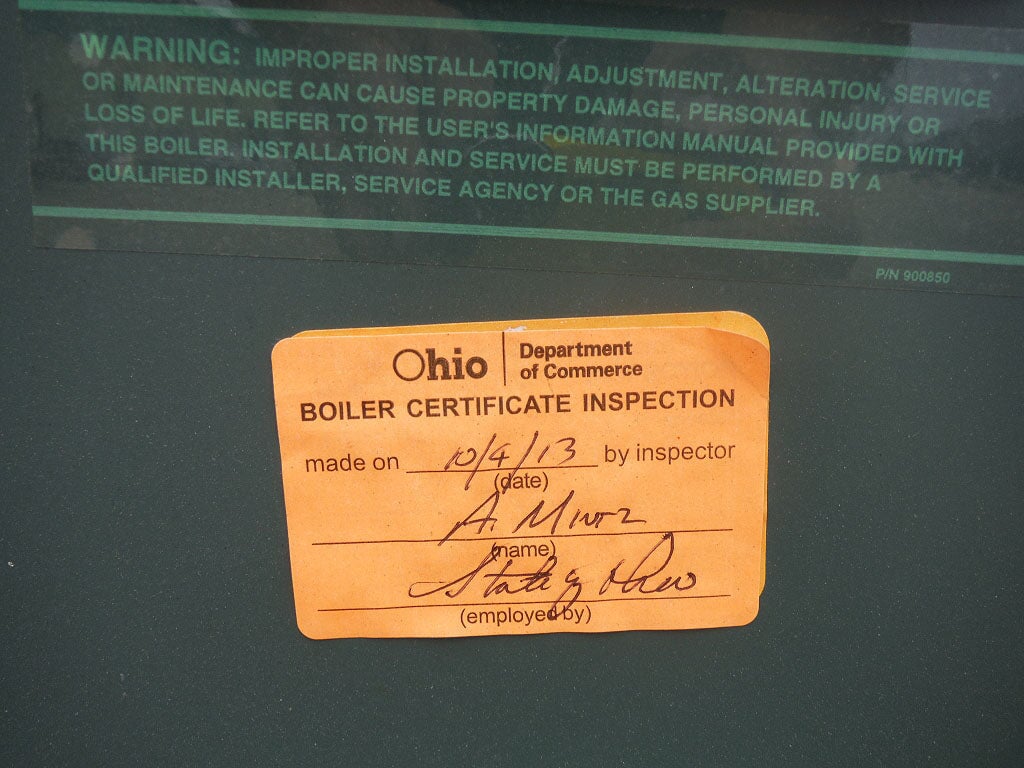 WARNING: IMPROPER INSTALLATION, ADJUSTMENT, ALTERATION, SERVICE
OR MAINTENANCE CAN CAUSE PROPERTY DAMAGE, PERSONAL INJURY OR
LOSS OF LIFE. REFER TO THE USER'S INFORMATION MANUAL PROVIDED WITH
THIS BOILER. INSTALLATION AND SERVICE MUST BE PERFORMED BY A
QUALIFIED INSTALLER, SERVICE AGENCY OR THE GAS SUPPLIER.
P/N 900850
Ohio Department
of Commerce
BOILER CERTIFICATE INSPECTION
made on 10/4/13 by inspector
(date)
A.
(name)
State of Ohio
(employed by)